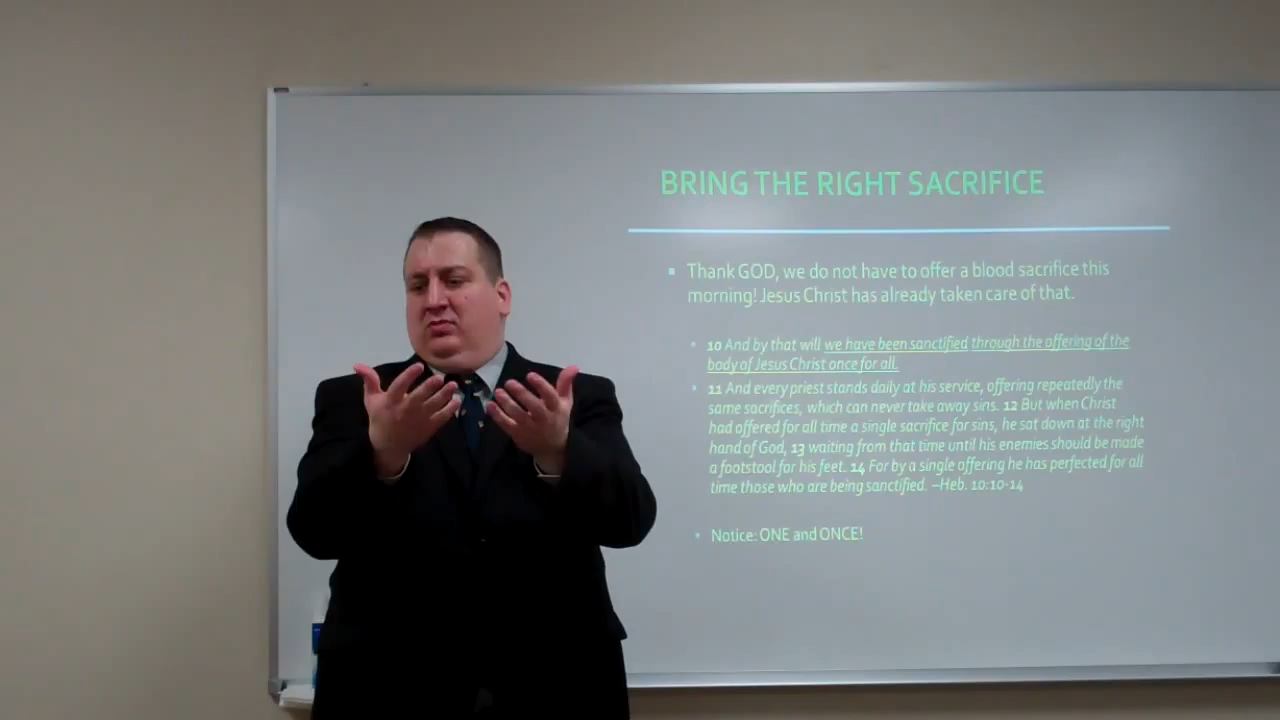 BRING THE RIGHT SACRIFICE
Thank GOD, we do not have to offer a blood sacrifice this
morning! Jesus Christ has already taken care of that.
10 And by that will we have been sanctified through the offering of the
body of Jesus Christ once for all.
11 And every priest stands daily at his service, offering repeatedly the
same sacrifices, which can never take away sins. 12 But when Christ
had offered for all time a single sacrifice for sins, he sat down at the right
hand of God, 13 waiting from that time until his enemies should be made
a footstool for his feet. 14 For by a single offering he has perfected for all
time those who are being sanctified. –Heb. 10:10-14
Notice: ONE and ONCE!